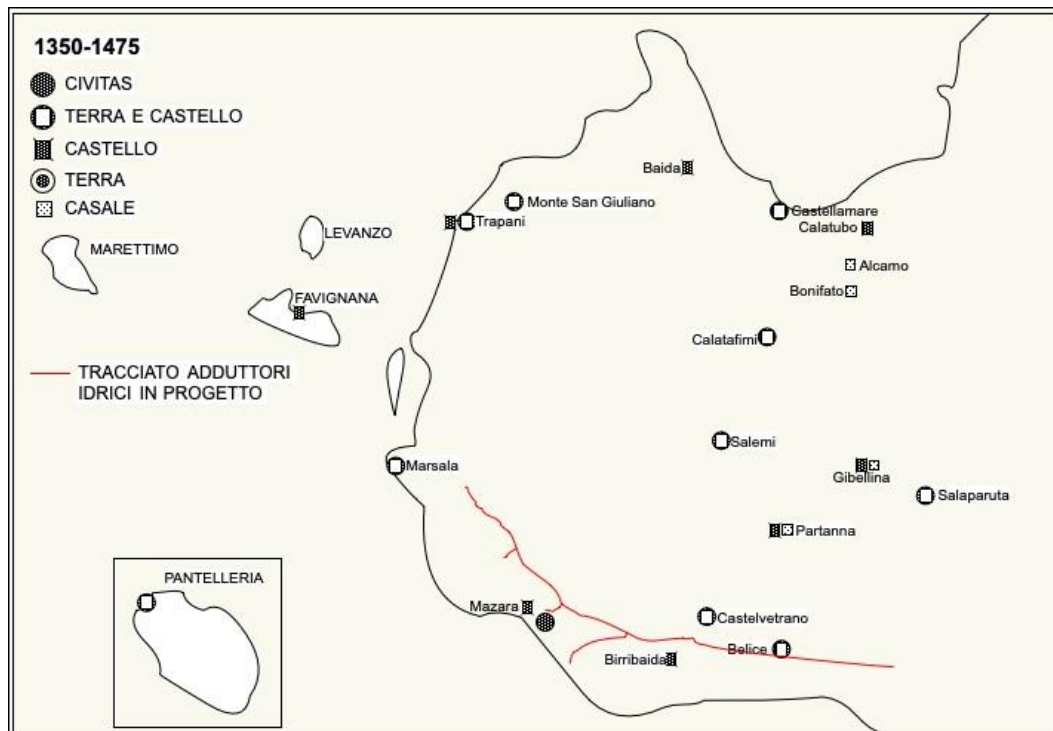 1350-1475
CIVITAS
TERRA E CASTELLO
CASTELLO
TERRA
CASALE
MARETTIMO
LEVANZO
FAVIGNANA
TRACCIATO ADDUTTORI
IDRICI IN PROGETTO
Baida
Monte San Giuliano
Trapani
Castellamare
Calatubo
Alcamo
Bonifato
Calatafimi
Salemi
Marsala
Gibellina
Salaparuta
Partanna
PANTELLERIA
Mazara
Castelvetrano
Birribaida
Belice